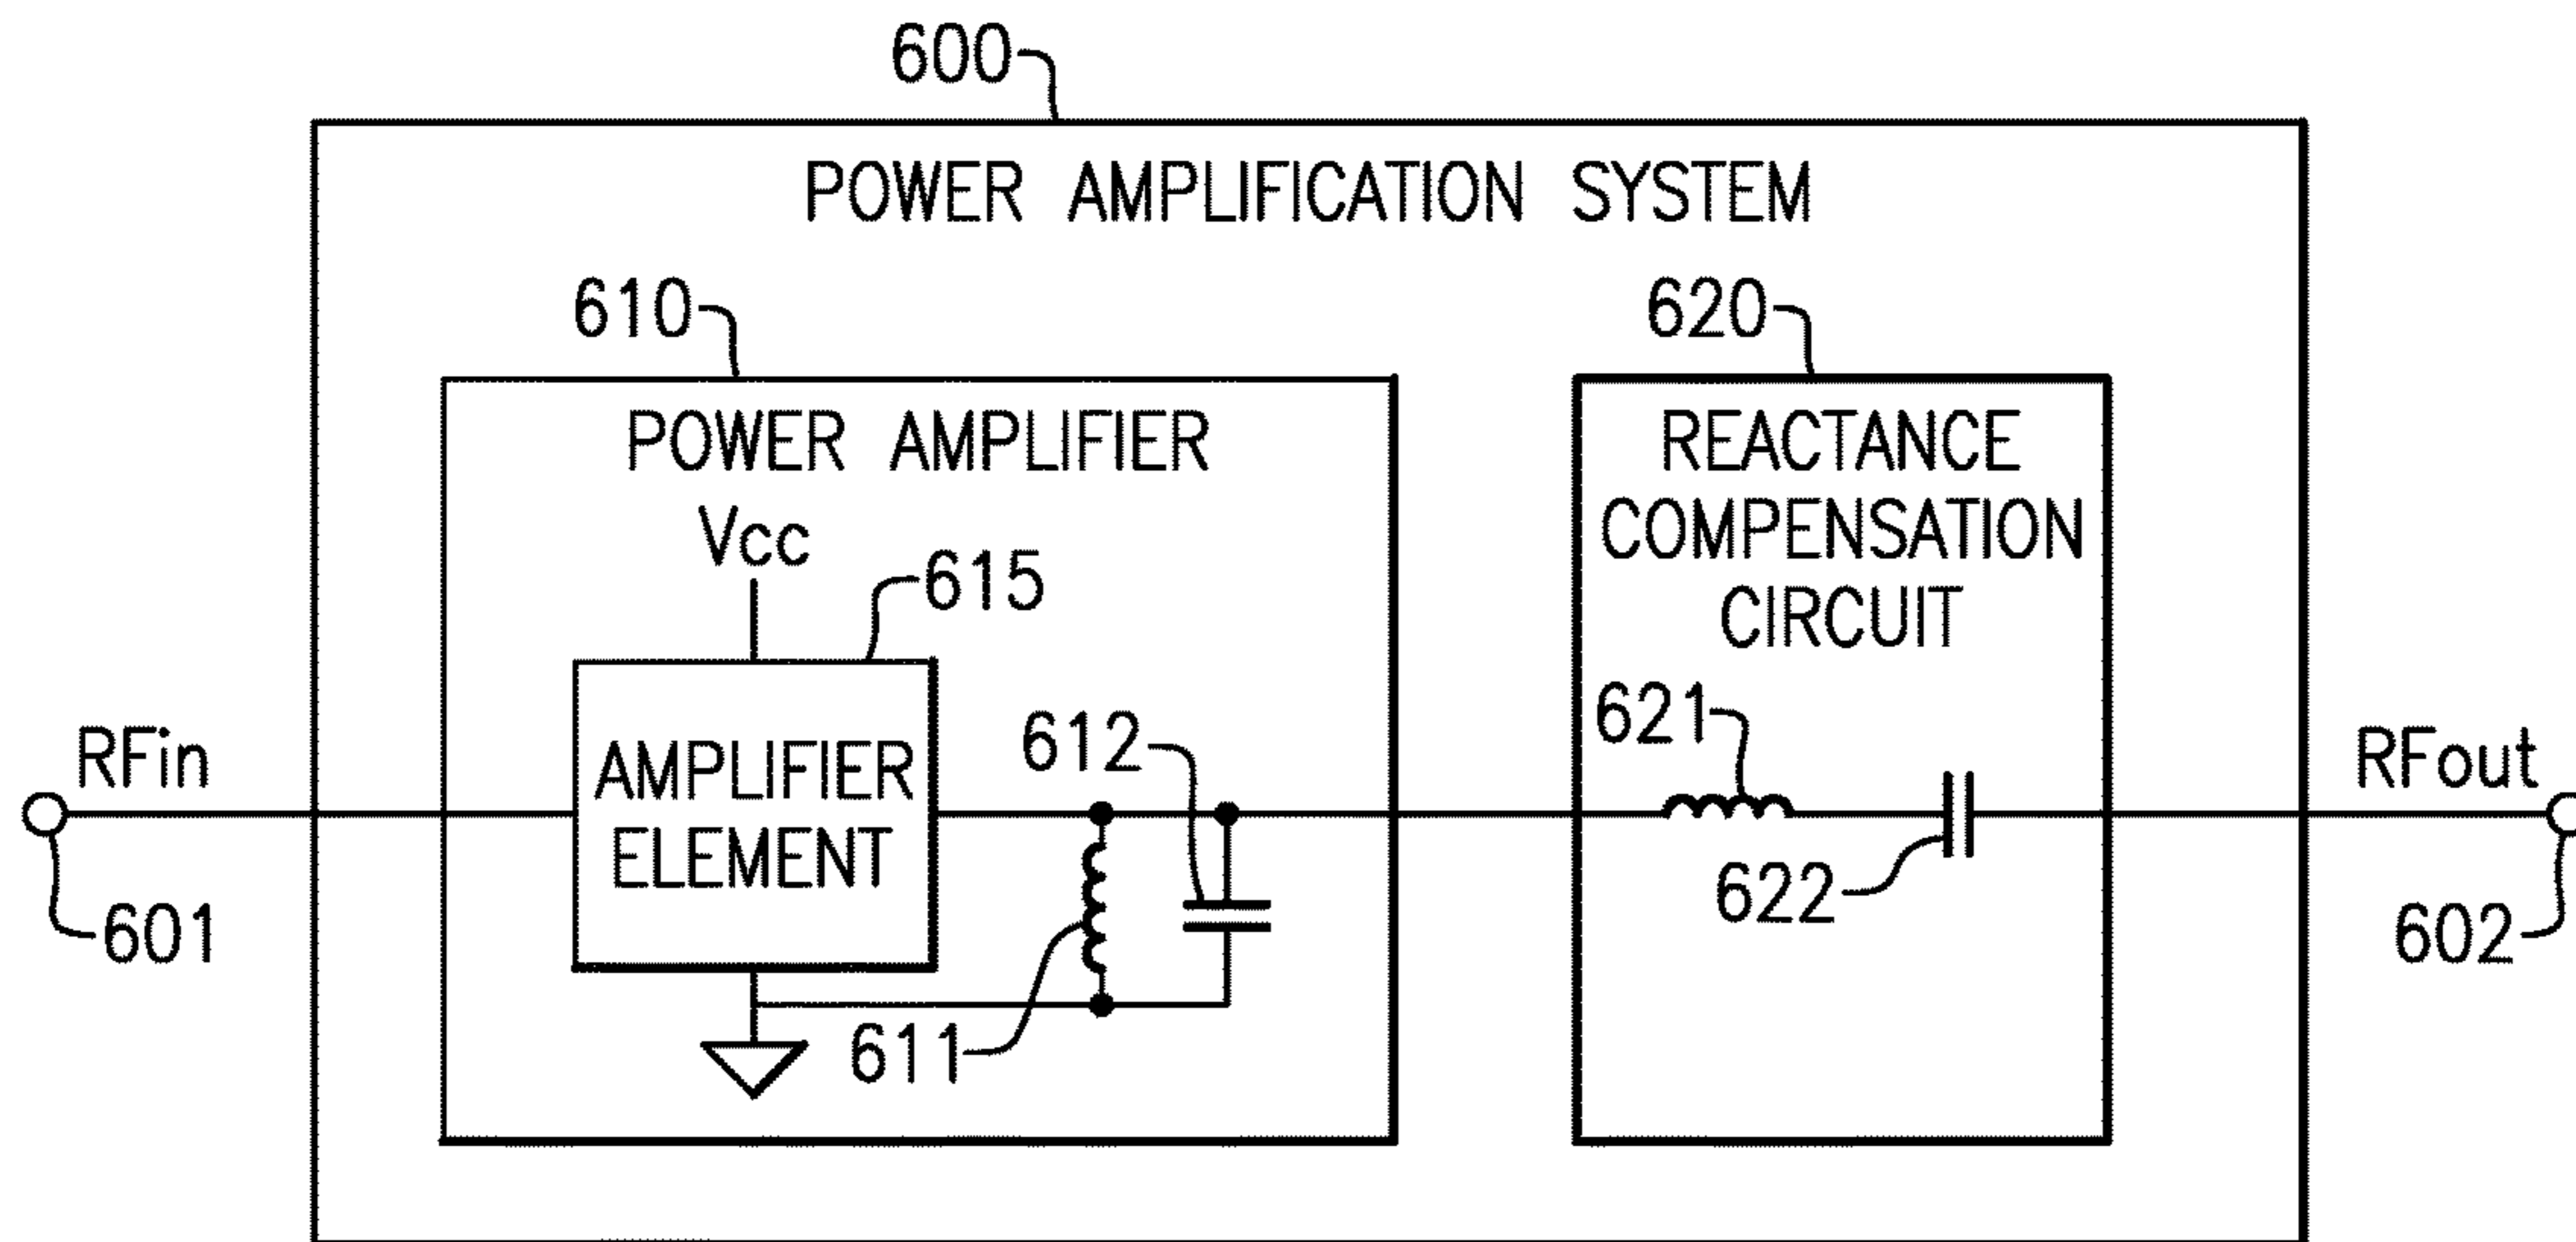 600
POWER AMPLIFICATION SYSTEM
610
620
POWER AMPLIFIER
REACTANCE
COMPENSATION
CIRCUIT
Vcc
615
621
612
RFin
AMPLIFIER
ELEMENT
RFout
622
601
602
611